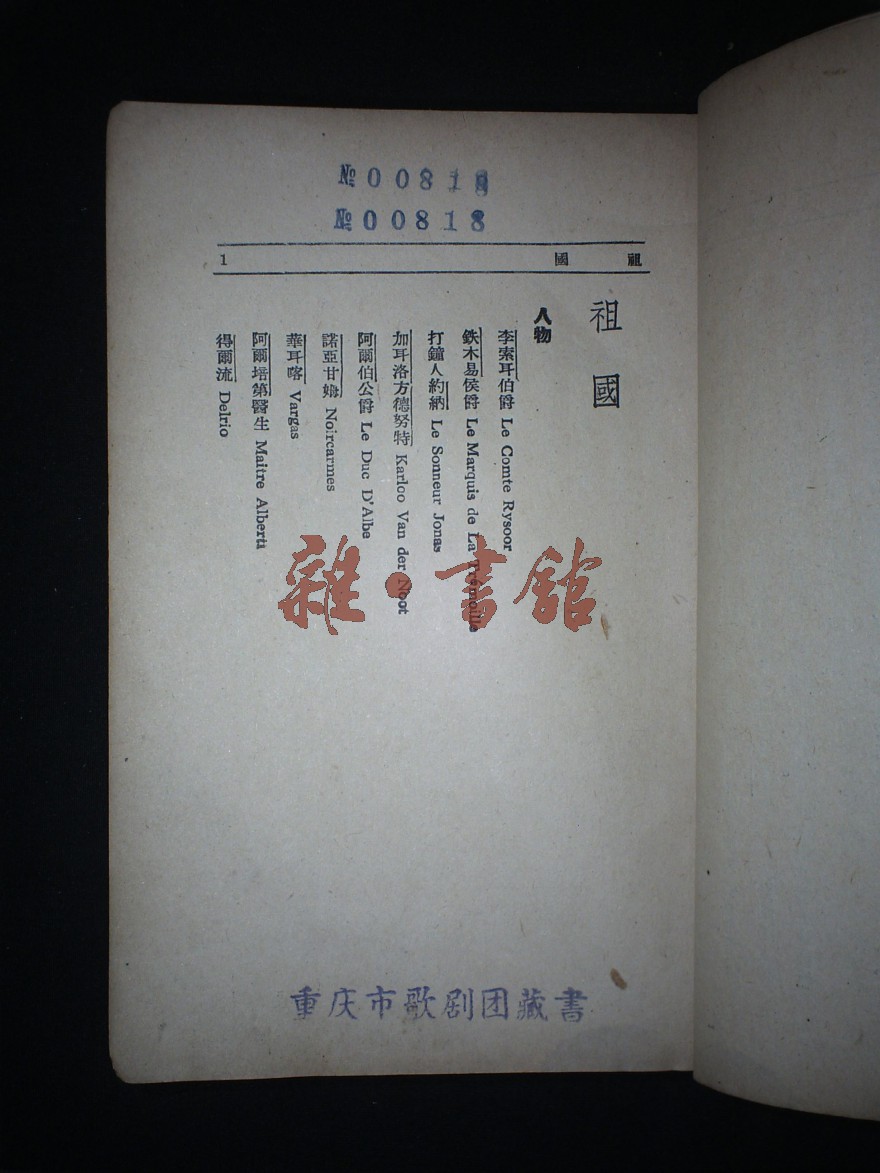 №00818
№00818
祖國 1
祖國
人物
李索耳伯爵 Le Comte Rysoor
鉄木易侯爵 Le Marquis de La Trémoille
打鐘人約納 Le Sonneur Jonas
加耳洛方德努特 Karloo Van der Noot
阿爾伯公爵 Le Duc D'Albe
諾亞甘 Noircarmes
華耳喀 Vargas
阿爾塔第醫生 Maitre Alberti
得爾流 Delrio
雜·書館
重庆市歌剧团藏書